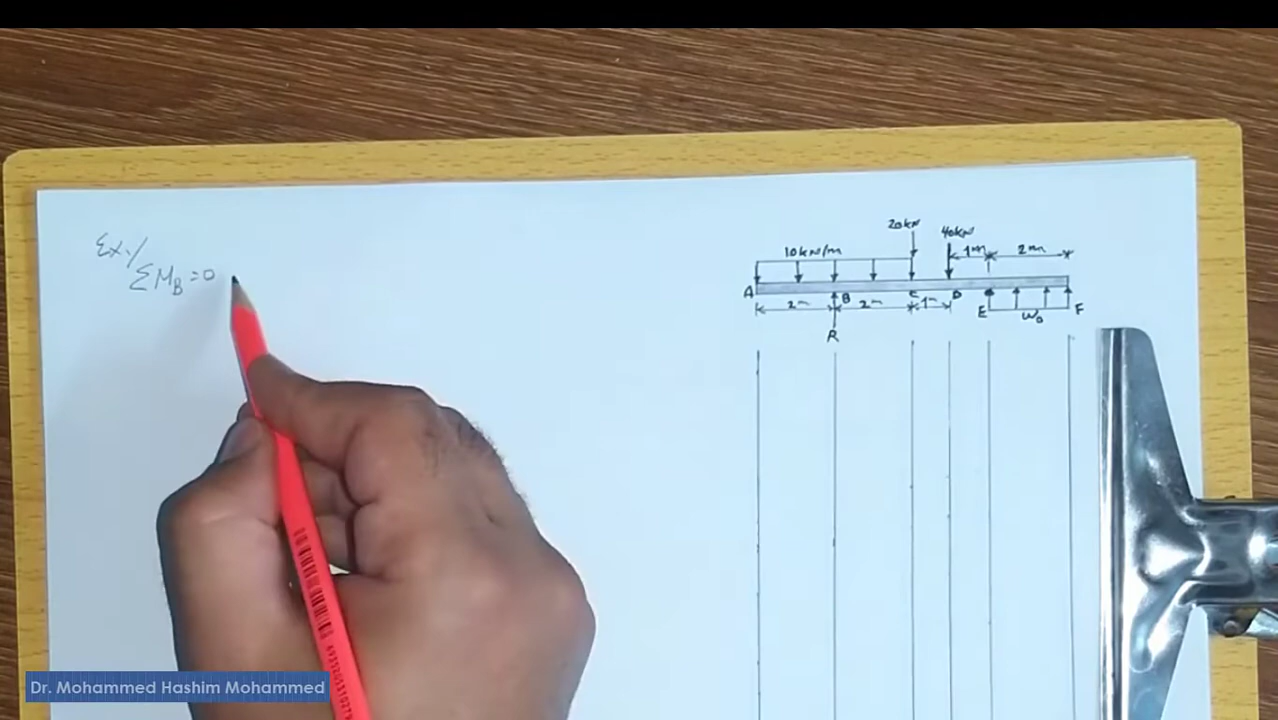 Ex./
ΣM_B=0
20kN
40kN
10kN/m
1m
2m
A
2m
B
2m
C
1m
D
E
W₀
F
R
Dr. Mohammed Hashim Mohammed